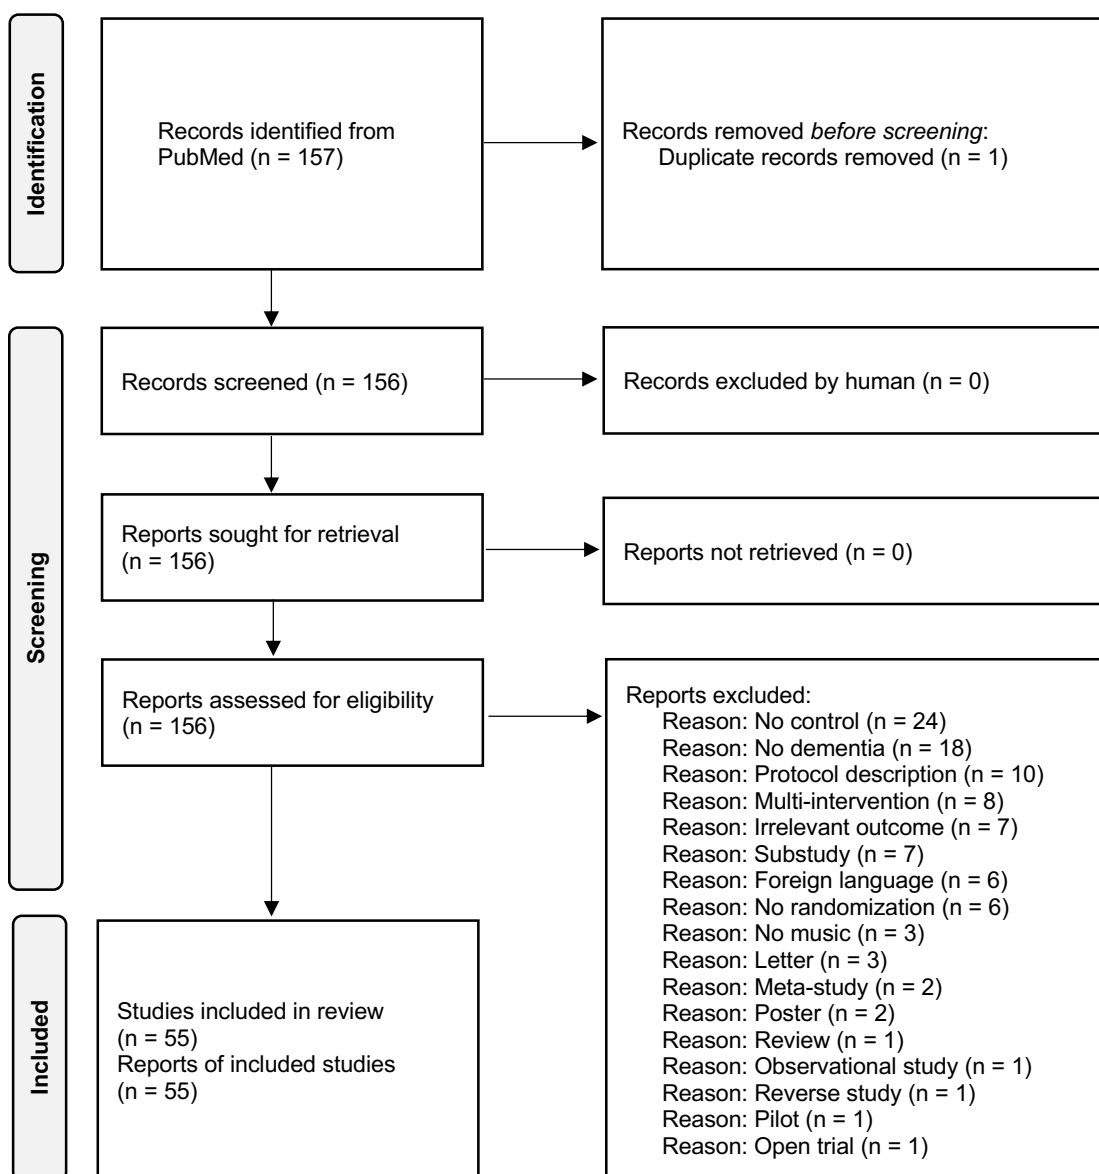 Identification
Records identified from
PubMed (n = 157)
Records removed before screening:
Duplicate records removed (n = 1)
Screening
Records screened (n = 156)
Records excluded by human (n = 0)
Reports sought for retrieval
(n = 156)
Reports not retrieved (n = 0)
Reports assessed for eligibility
(n = 156)
Reports excluded:
Reason: No control (n = 24)
Reason: No dementia (n = 18)
Reason: Protocol description (n = 10)
Reason: Multi-intervention (n = 8)
Reason: Irrelevant outcome (n = 7)
Reason: Substudy (n = 7)
Reason: Foreign language (n = 6)
Reason: No randomization (n = 6)
Reason: No music (n = 3)
Reason: Letter (n = 3)
Reason: Meta-study (n = 2)
Reason: Poster (n = 2)
Reason: Review (n = 1)
Reason: Observational study (n = 1)
Reason: Reverse study (n = 1)
Reason: Pilot (n = 1)
Reason: Open trial (n = 1)
Included
Studies included in review
(n = 55)
Reports of included studies
(n = 55)